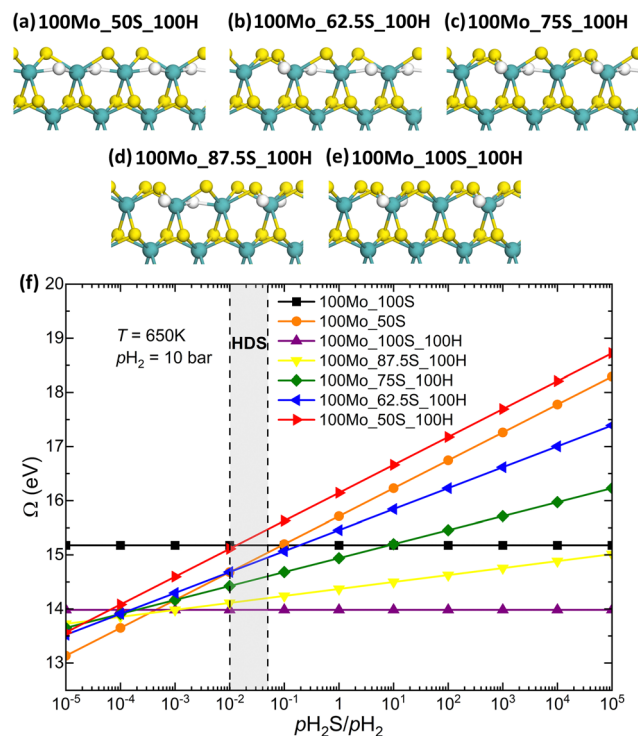 (a) 100Mo_50S_100H
(b) 100Mo_62.5S_100H
(c) 100Mo_75S_100H
(d) 100Mo_87.5S_100H
(e) 100Mo_100S_100H
(f)
20
19
18
17
16
15
14
13
Ω (eV)
T = 650K
pH₂ = 10 bar
HDS
100Mo_100S
100Mo_50S
100Mo_100S_100H
100Mo_87.5S_100H
100Mo_75S_100H
100Mo_62.5S_100H
100Mo_50S_100H
10⁻⁵ 10⁻⁴ 10⁻³ 10⁻² 10⁻¹ 1 10¹ 10² 10³ 10⁴ 10⁵
pH₂S/pH₂